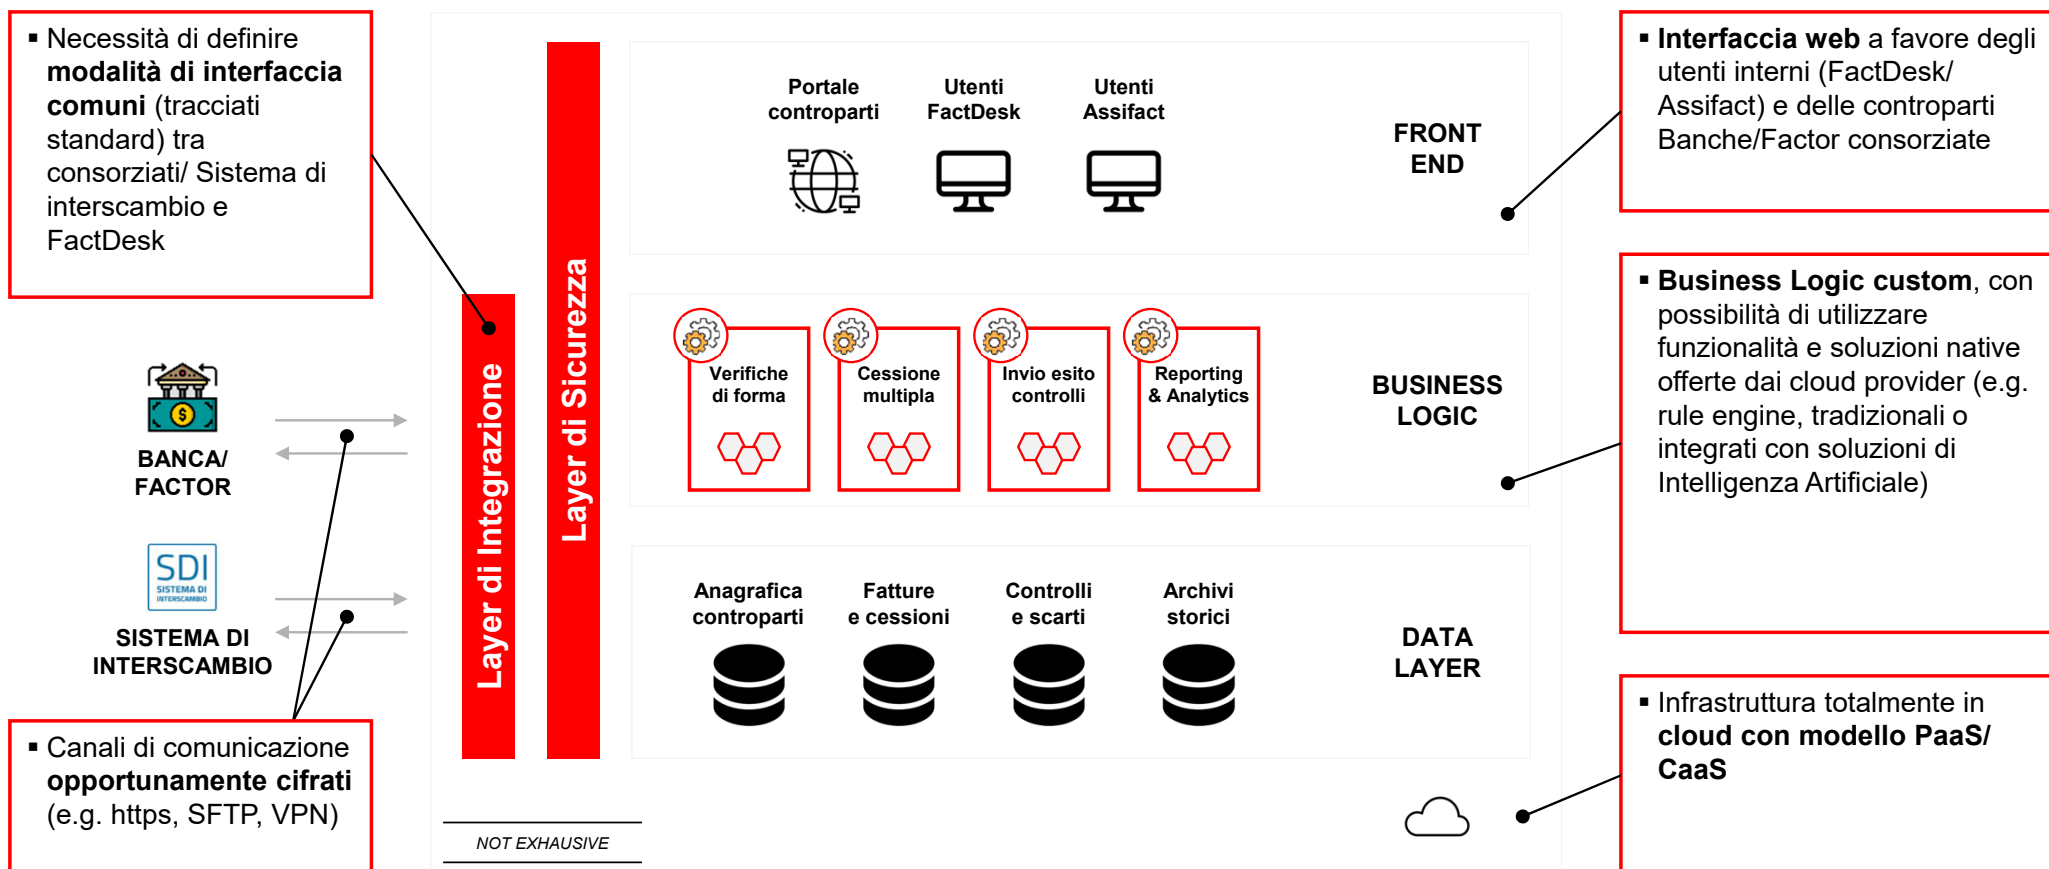 ▪ Necessità di definire
modalità di interfaccia
comuni (tracciati
standard) tra
consorziati/ Sistema di
interscambio e
FactDesk
BANCA/
FACTOR
SDI
SISTEMA DI
INTERSCAMBIO
SISTEMA DI
INTERSCAMBIO
▪ Canali di comunicazione
opportunamente cifrati
(e.g. https, SFTP, VPN)
Layer di Integrazione
Layer di Sicurezza
Portale
controparti
Utenti
FactDesk
Utenti
Assifact
FRONT
END
Verifiche
di forma
Cessione
multipla
Invio esito
controlli
Reporting
& Analytics
BUSINESS
LOGIC
Anagrafica
controparti
Fatture
e cessioni
Controlli
e scarti
Archivi
storici
DATA
LAYER
NOT EXHAUSIVE
▪ Interfaccia web a favore degli
utenti interni (FactDesk/
Assifact) e delle controparti
Banche/Factor consorziate
▪ Business Logic custom, con
possibilità di utilizzare
funzionalità e soluzioni native
offerte dai cloud provider (e.g.
rule engine, tradizionali o
integrati con soluzioni di
Intelligenza Artificiale)
▪ Infrastruttura totalmente in
cloud con modello PaaS/
CaaS